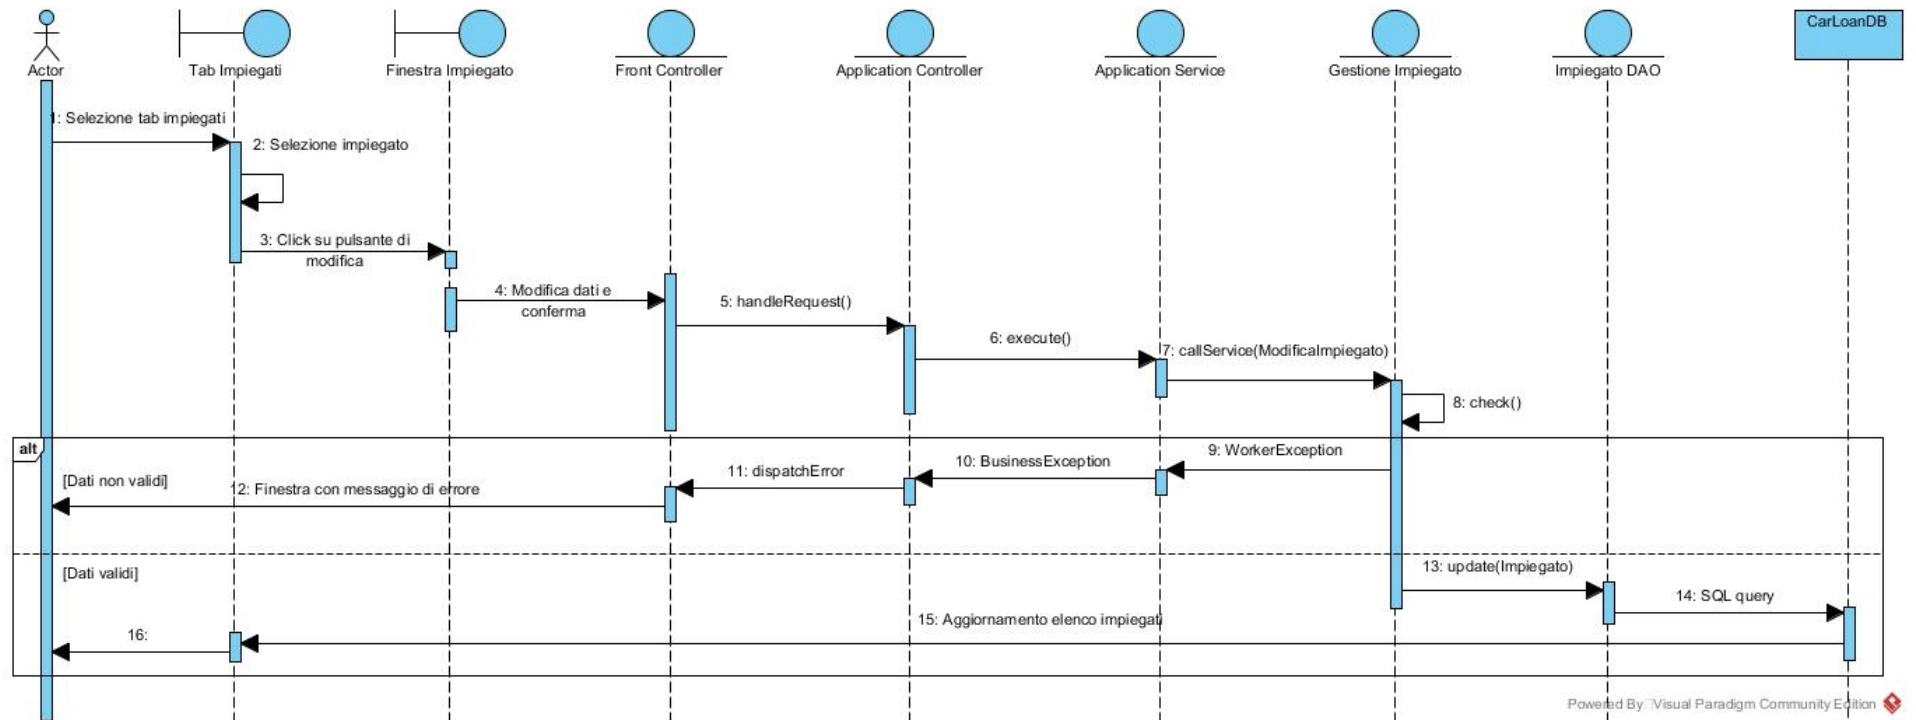 CarLoanDB
Actor
Tab Impiegati
Finestra Impiegato
Front Controller
Application Controller
Application Service
Gestione Impiegato
Impiegato DAO
1: Selezione tab impiegati
2: Selezione impiegato
3: Click su pulsante di
modifica
4: Modifica dati e
conferma
5: handleRequest()
6: execute()
7: callService(ModificaImpiegato)
8: check()
alt
[Dati non validi]
9: WorkerException
10: BusinessException
11: dispatchError
12: Finestra con messaggio di errore
[Dati validi]
13: update(Impiegato)
14: SQL query
15: Aggiornamento elenco impiegati
16:
Powered By Visual Paradigm Community Edition